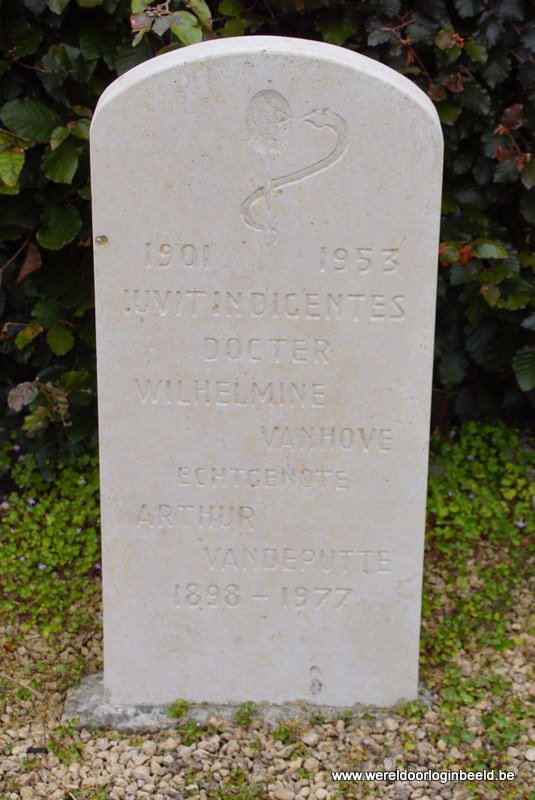 1901 1953
IUVIT INDIGENTES
DOCTER
WILHELMINE
VANHOVE
ECHTGENOTE
ARTHUR
VANDEPUTTE
1898 - 1977
www.wereldoorloginbeeld.be